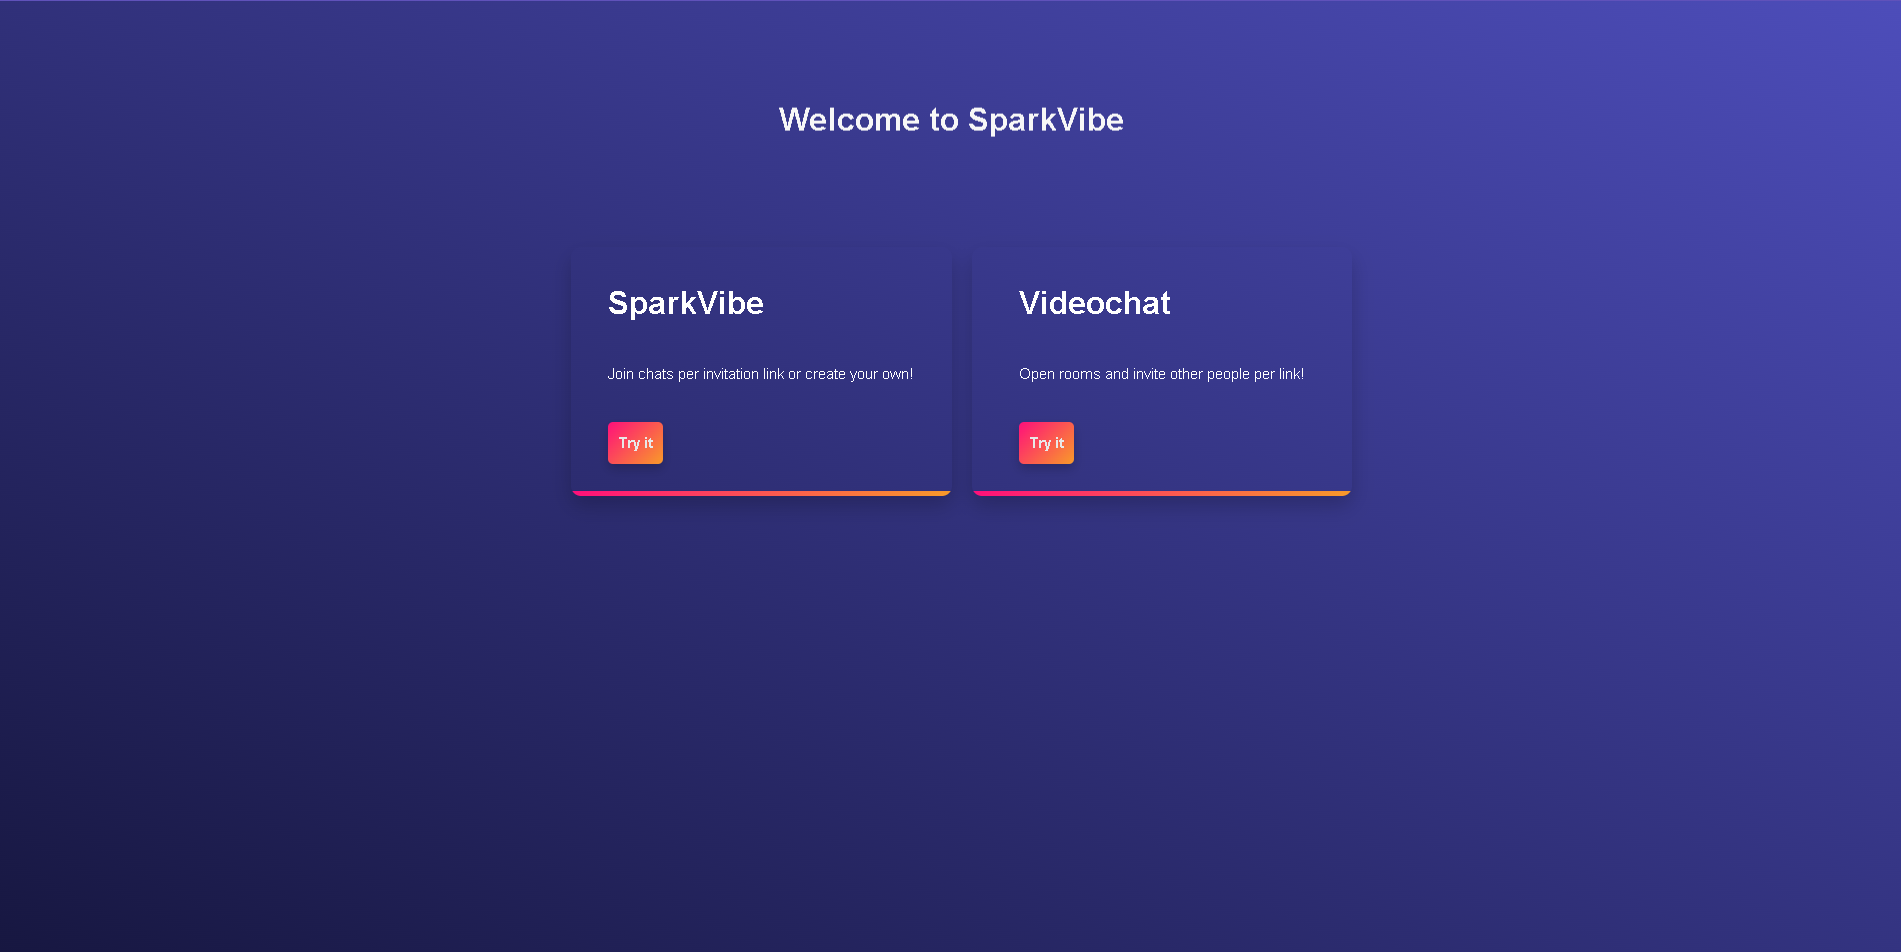 Welcome to SparkVibe
SparkVibe
Join chats per invitation link or create your own!
Try it
Videochat
Open rooms and invite other people per link!
Try it